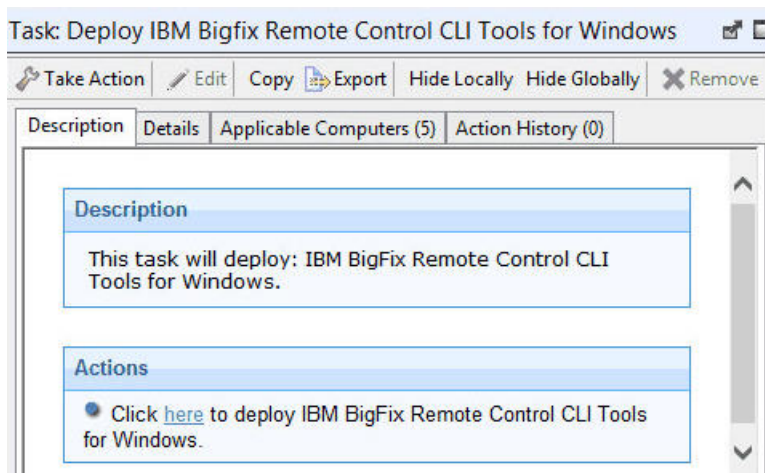 Task: Deploy IBM Bigfix Remote Control CLI Tools for Windows
Take Action Edit Copy Export Hide Locally Hide Globally Remove
Description Details Applicable Computers (5) Action History (0)
Description
This task will deploy: IBM BigFix Remote Control CLI
Tools for Windows.
Actions
Click here to deploy IBM BigFix Remote Control CLI Tools
for Windows.